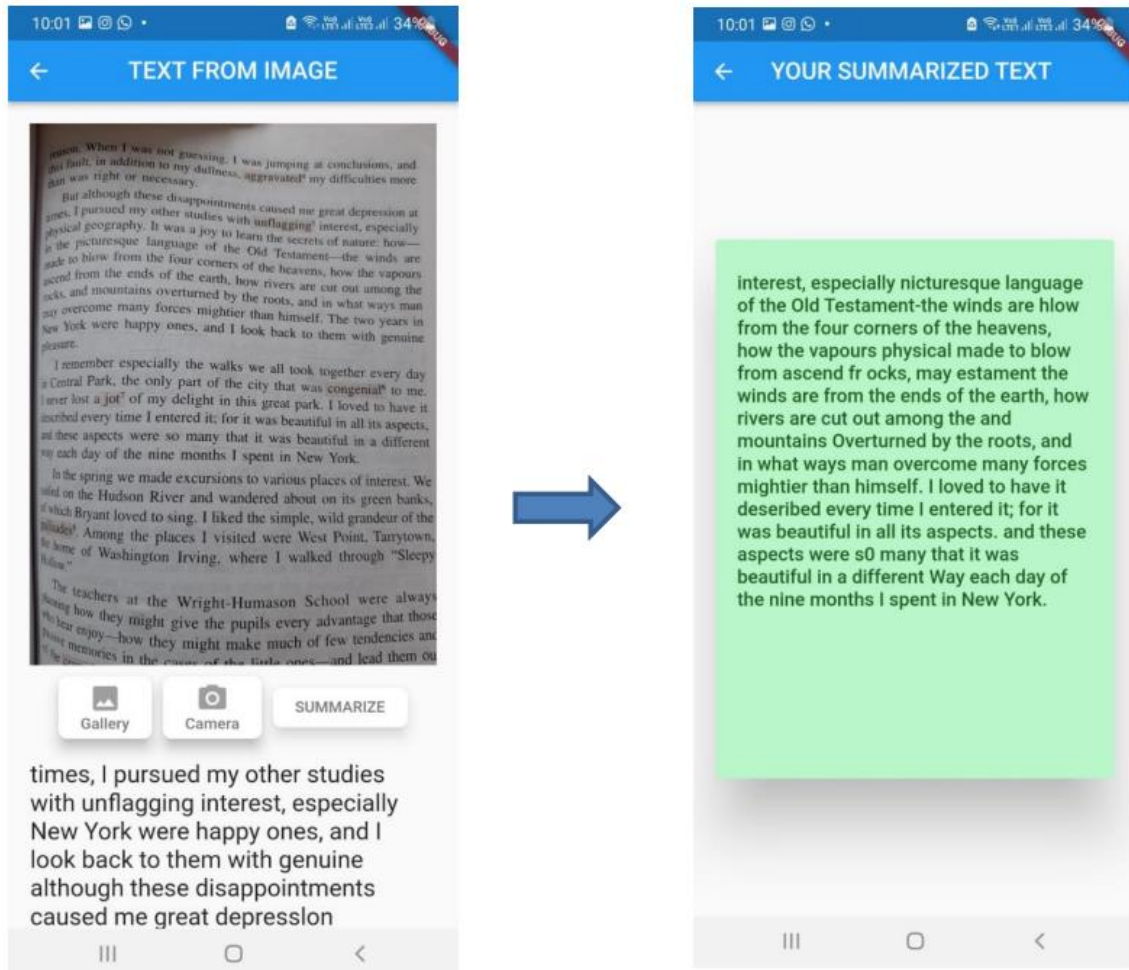 10:01
34%
TEXT FROM IMAGE
reason. When I was not guessing, I was jumping at conclusions, and
this fault, in addition to my dullness, aggravated⁴ my difficulties more
than was right or necessary.
But although these disappointments caused me great depression at
times, I pursued my other studies with unflagging⁵ interest, especially
physical geography. It was a joy to learn the secrets of nature: how—
in the picturesque language of the Old Testament—the winds are
made to blow from the four corners of the heavens, how the vapours
ascend from the ends of the earth, how rivers are cut out among the
rocks, and mountains overturned by the roots, and in what ways man
may overcome many forces mightier than himself. The two years in
New York were happy ones, and I look back to them with genuine
pleasure.
I remember especially the walks we all took together every day
in Central Park, the only part of the city that was congenial⁶ to me.
I never lost a jot⁷ of my delight in this great park. I loved to have it
described every time I entered it; for it was beautiful in all its aspects,
and these aspects were so many that it was beautiful in a different
way each day of the nine months I spent in New York.
In the spring we made excursions to various places of interest. We
sailed on the Hudson River and wandered about on its green banks,
of which Bryant loved to sing. I liked the simple, wild grandeur of the
palisades⁸. Among the places I visited were West Point, Tarrytown,
the home of Washington Irving, where I walked through "Sleepy
Hollow."
The teachers at the Wright-Humason School were always
how they might give the pupils every advantage that those
who hear enjoy—how they might make much of few tendencies and
memories in the cases of the little ones—and lead them ou
Gallery
Camera
SUMMARIZE
times, I pursued my other studies
with unflagging interest, especially
New York were happy ones, and I
look back to them with genuine
although these disappointments
caused me great depresslon
10:01
34%
YOUR SUMMARIZED TEXT
interest, especially nicturesque language
of the Old Testament-the winds are hlow
from the four corners of the heavens,
how the vapours physical made to blow
from ascend fr ocks, may estament the
winds are from the ends of the earth, how
rivers are cut out among the and
mountains Overturned by the roots, and
in what ways man overcome many forces
mightier than himself. I loved to have it
deseribed every time I entered it; for it
was beautiful in all its aspects. and these
aspects were s0 many that it was
beautiful in a different Way each day of
the nine months I spent in New York.